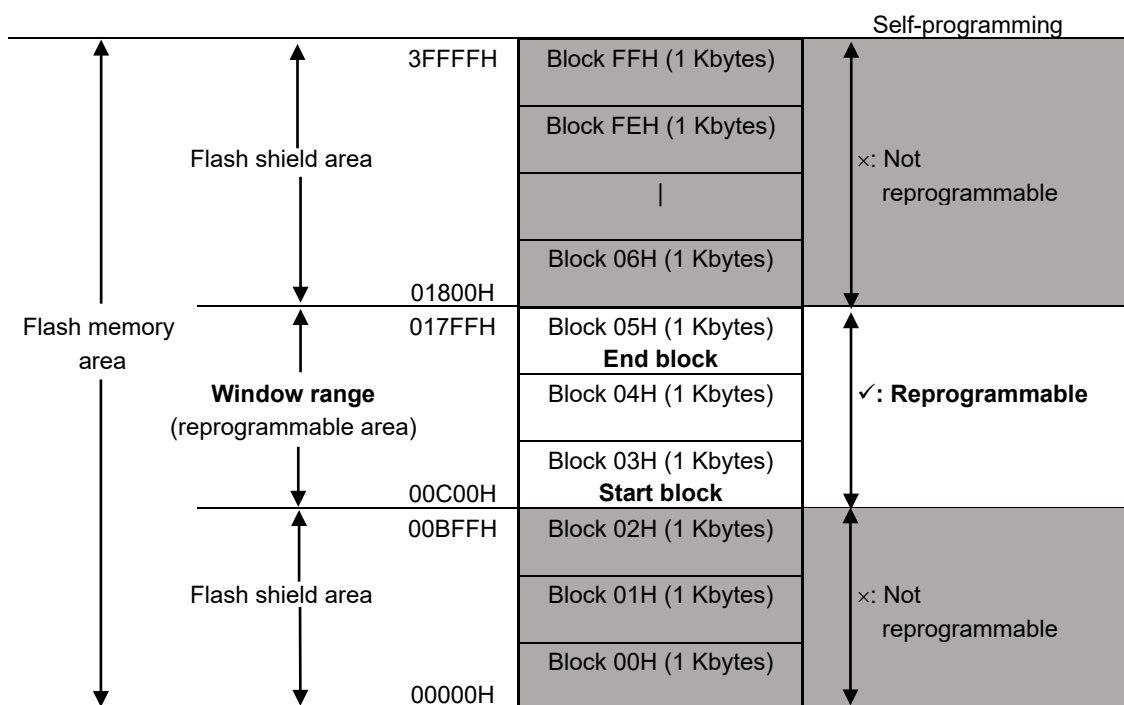 Self-programming
3FFFFH Block FFH (1 Kbytes)
Block FEH (1 Kbytes)
Flash shield area
×: Not
reprogrammable
|
Block 06H (1 Kbytes)
01800H
Flash memory
area
017FFH Block 05H (1 Kbytes)
End block
Window range
(reprogrammable area)
Block 04H (1 Kbytes)
✓: Reprogrammable
Block 03H (1 Kbytes)
00C00H Start block
00BFFH Block 02H (1 Kbytes)
Flash shield area
Block 01H (1 Kbytes)
×: Not
reprogrammable
Block 00H (1 Kbytes)
00000H